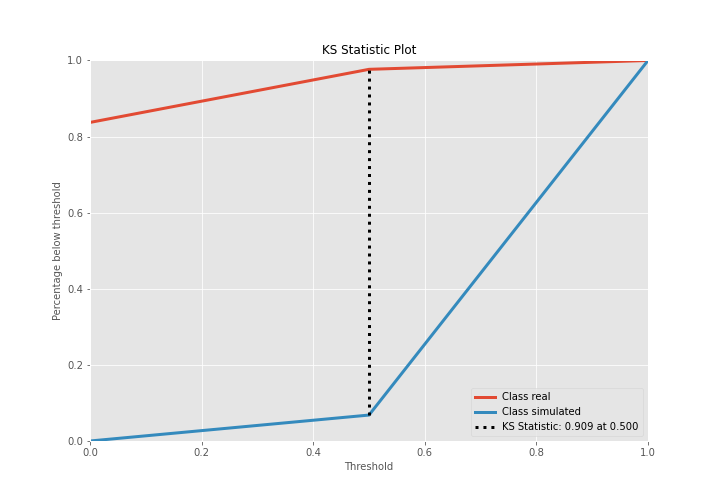 KS Statistic Plot
1.0
0.8
0.6
0.4
0.2
0.0
Percentage below threshold
0.0 0.2 0.4 0.6 0.8 1.0
Threshold
Class real
Class simulated
KS Statistic: 0.909 at 0.500